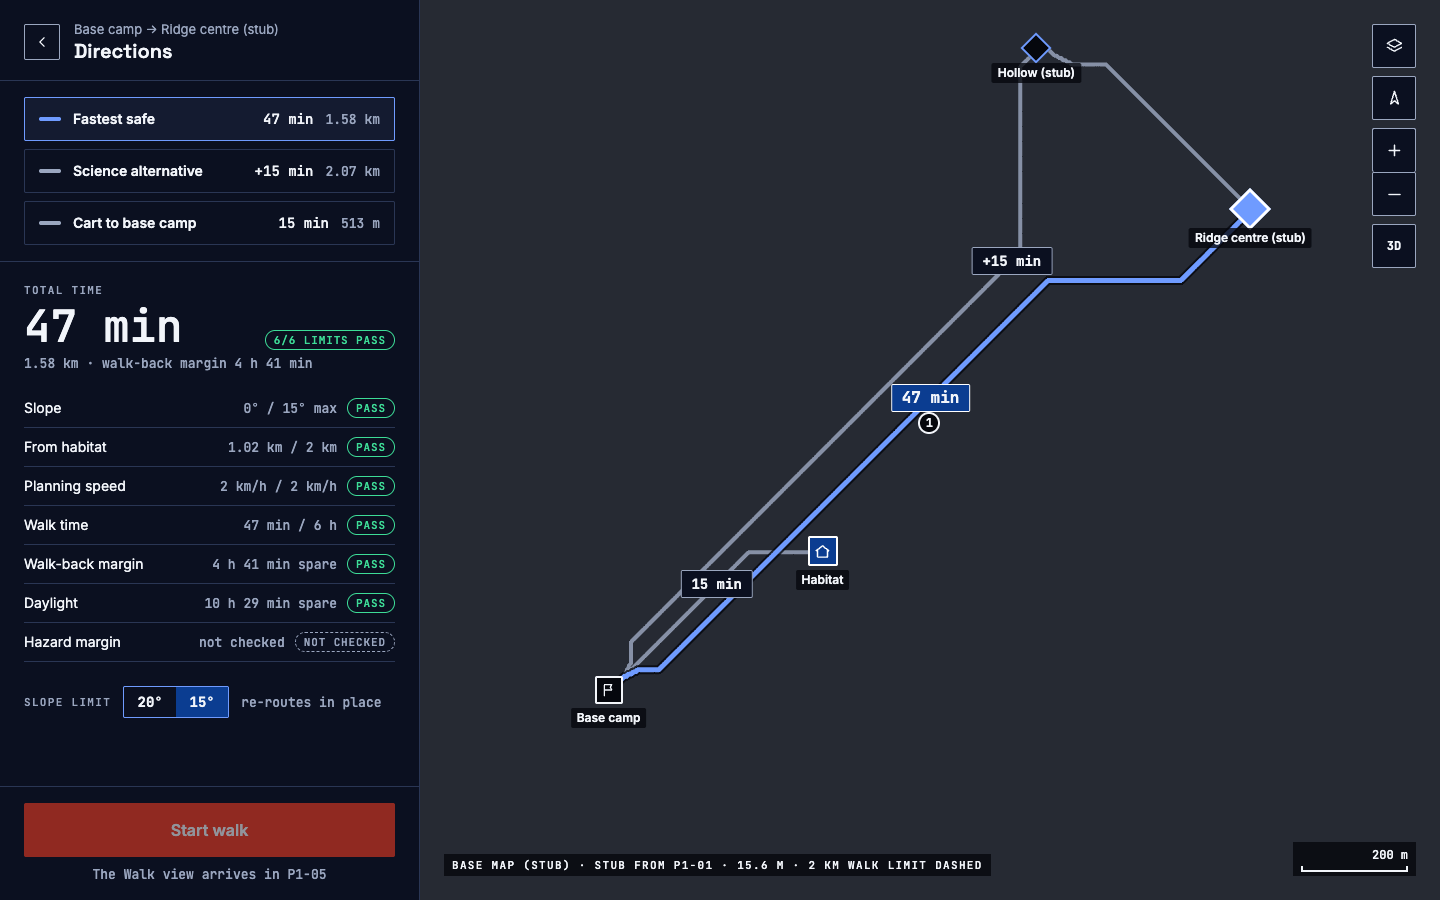 Base camp → Ridge centre (stub)
Directions
Fastest safe 47 min 1.58 km
Science alternative +15 min 2.07 km
Cart to base camp 15 min 513 m
TOTAL TIME
47 min
6/6 LIMITS PASS
1.58 km · walk-back margin 4 h 41 min
Slope 0° / 15° max PASS
From habitat 1.02 km / 2 km PASS
Planning speed 2 km/h / 2 km/h PASS
Walk time 47 min / 6 h PASS
Walk-back margin 4 h 41 min spare PASS
Daylight 10 h 29 min spare PASS
Hazard margin not checked NOT CHECKED
SLOPE LIMIT 20° 15° re-routes in place
Start walk
The Walk view arrives in P1-05
Hollow (stub)
Ridge centre (stub)
+15 min
47 min
1
Habitat
15 min
Base camp
3D
BASE MAP (STUB) · STUB FROM P1-01 · 15.6 M · 2 KM WALK LIMIT DASHED
200 m